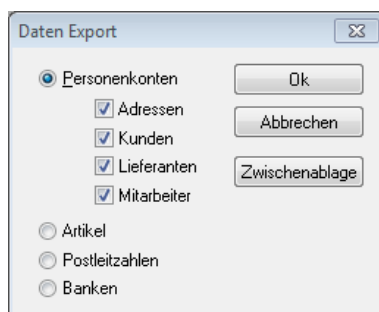 Daten Export
Personenkonten
Ok
Adressen
Abbrechen
Kunden
Lieferanten
Zwischenablage
Mitarbeiter
Artikel
Postleitzahlen
Banken